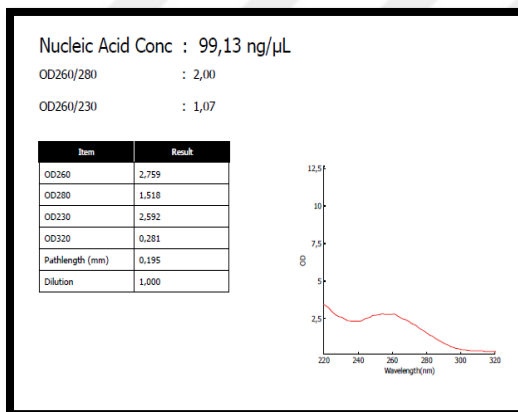 Nucleic Acid Conc : 99,13 ng/µL
OD260/280 : 2,00
OD260/230 : 1,07
Item Result
OD260 2,759
OD280 1,518
OD230 2,592
OD320 0,281
Pathlength (mm) 0,195
Dilution 1,000
12,5
10
7,5
5
2,5
OD
220 240 260 280 300 320
Wavelength(nm)